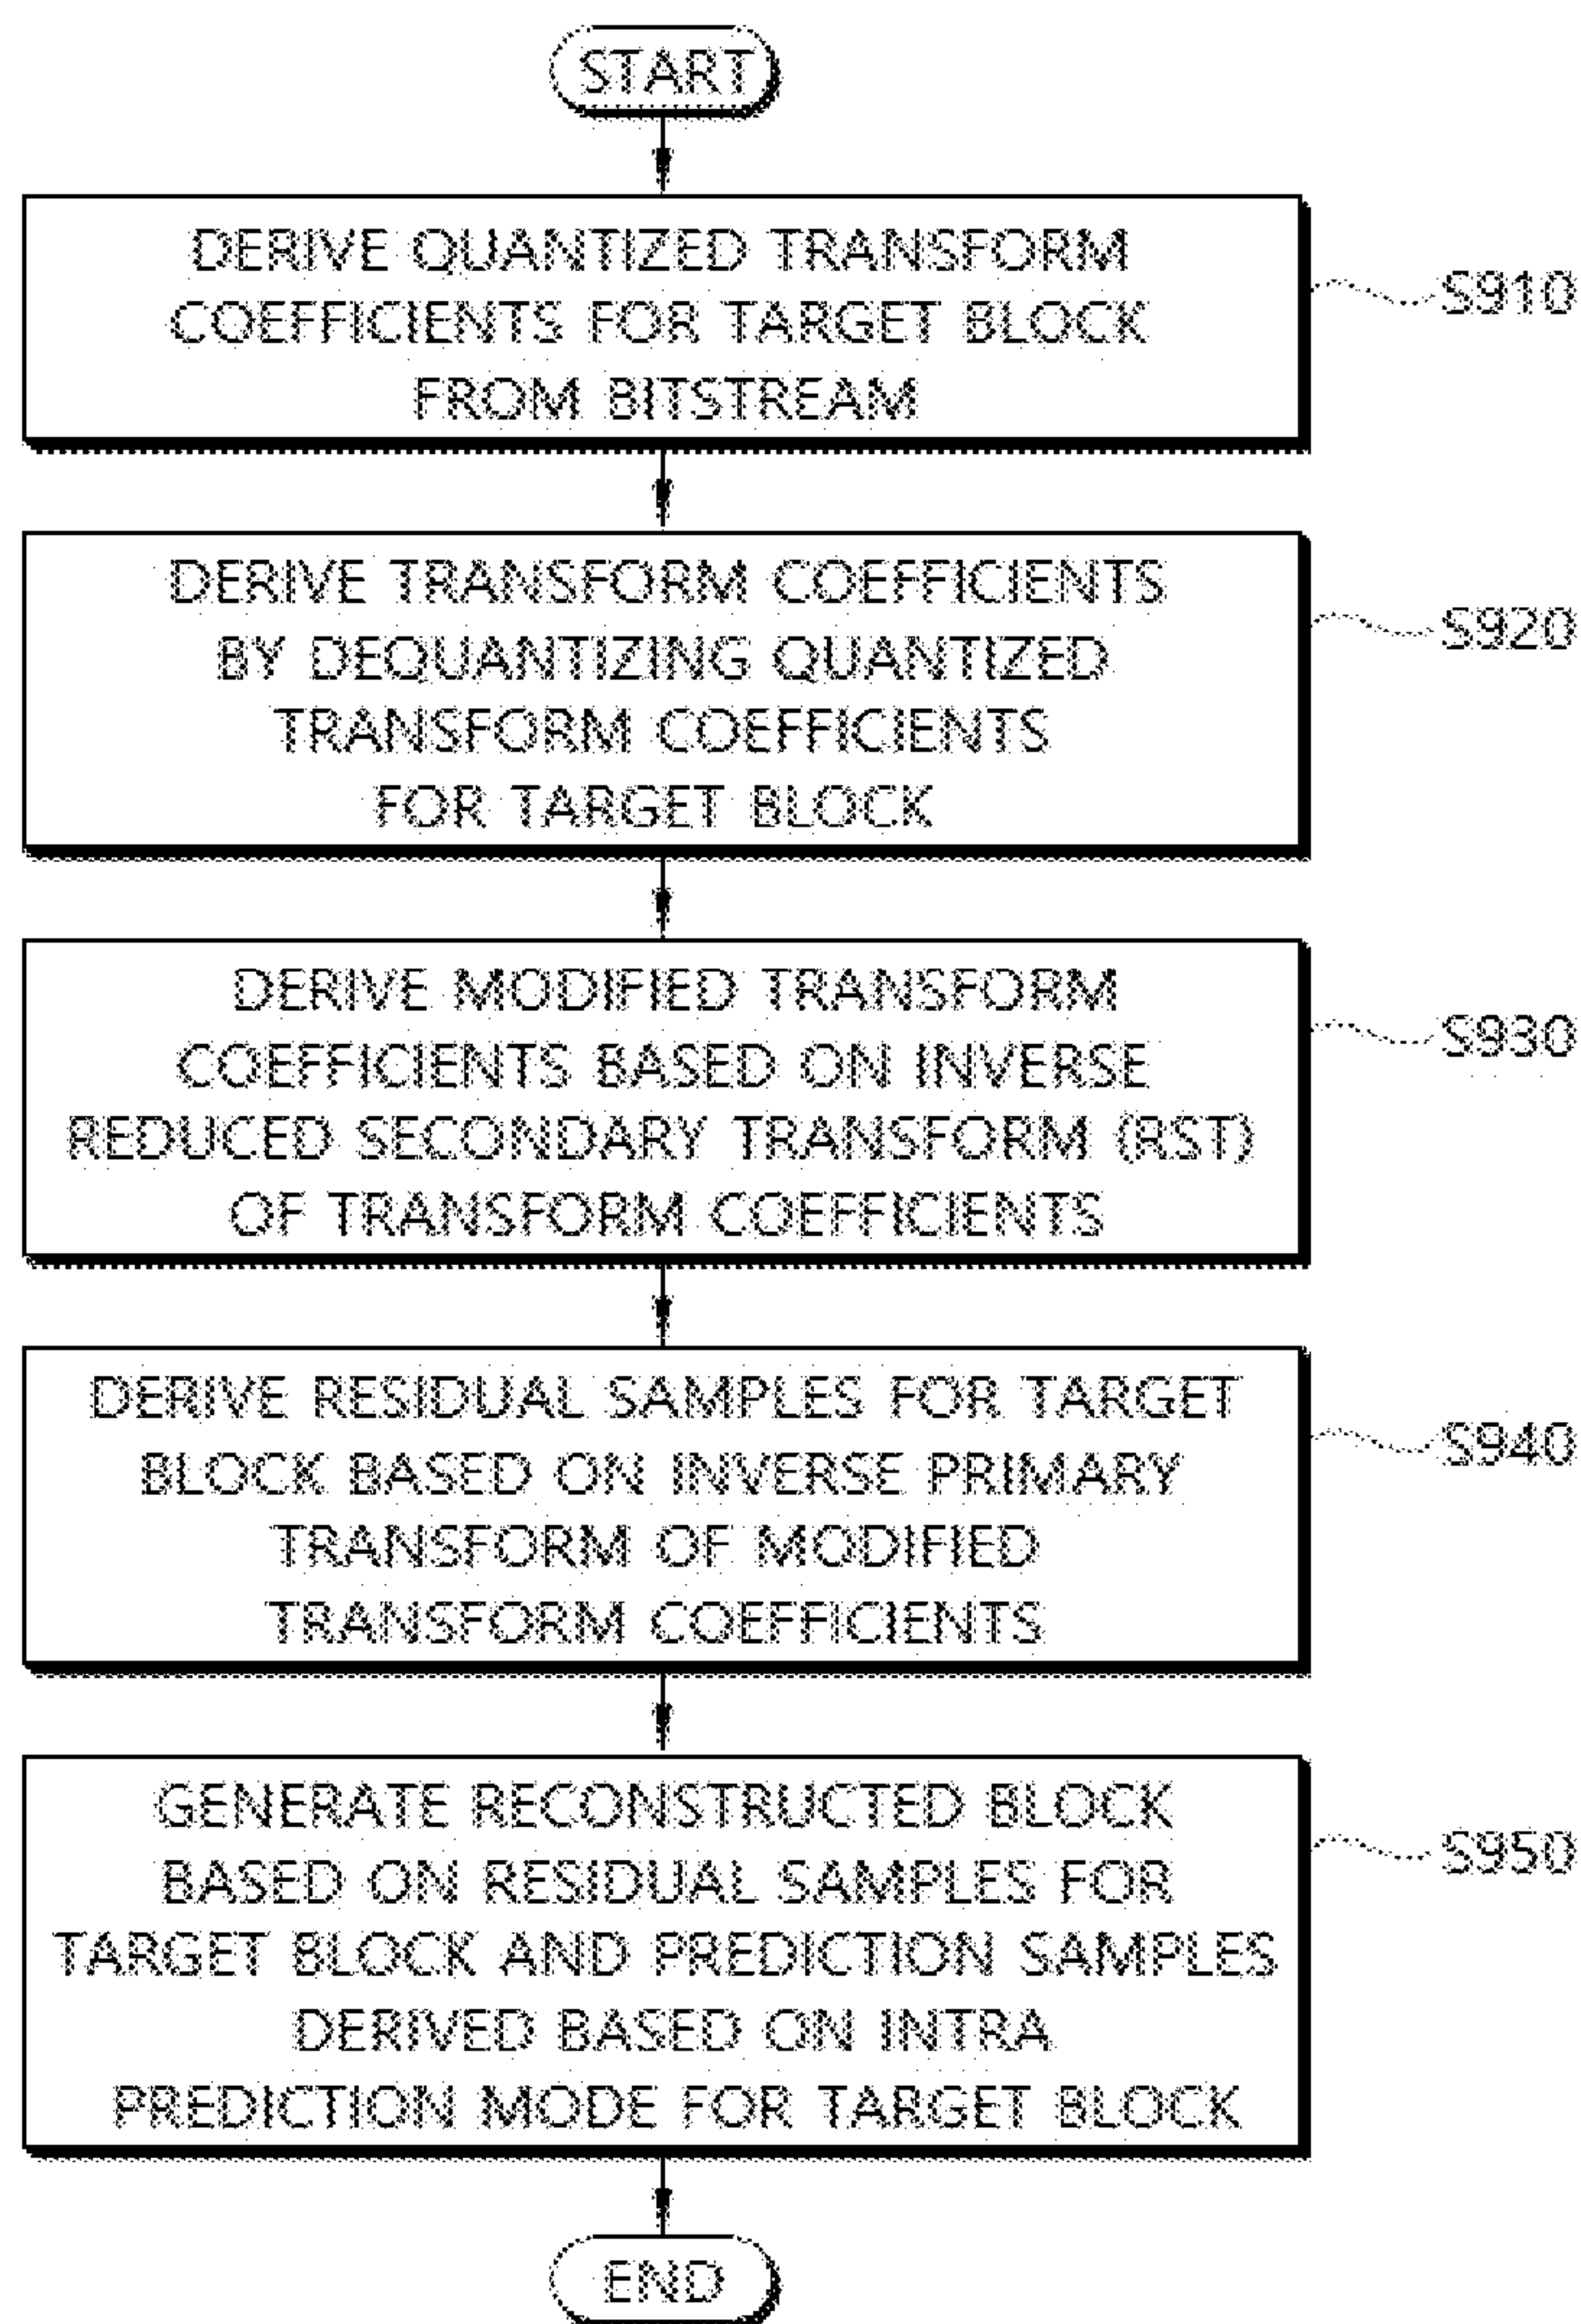 START
DERIVE QUANTIZED TRANSFORM
COEFFICIENTS FOR TARGET BLOCK
FROM BITSTREAM
S910
DERIVE TRANSFORM COEFFICIENTS
BY DEQUANTIZING QUANTIZED
TRANSFORM COEFFICIENTS
FOR TARGET BLOCK
S920
DERIVE MODIFIED TRANSFORM
COEFFICIENTS BASED ON INVERSE
REDUCED SECONDARY TRANSFORM (RST)
OF TRANSFORM COEFFICIENTS
S930
DERIVE RESIDUAL SAMPLES FOR TARGET
BLOCK BASED ON INVERSE PRIMARY
TRANSFORM OF MODIFIED
TRANSFORM COEFFICIENTS
S940
GENERATE RECONSTRUCTED BLOCK
BASED ON RESIDUAL SAMPLES FOR
TARGET BLOCK AND PREDICTION SAMPLES
DERIVED BASED ON INTRA
PREDICTION MODE FOR TARGET BLOCK
S950
END